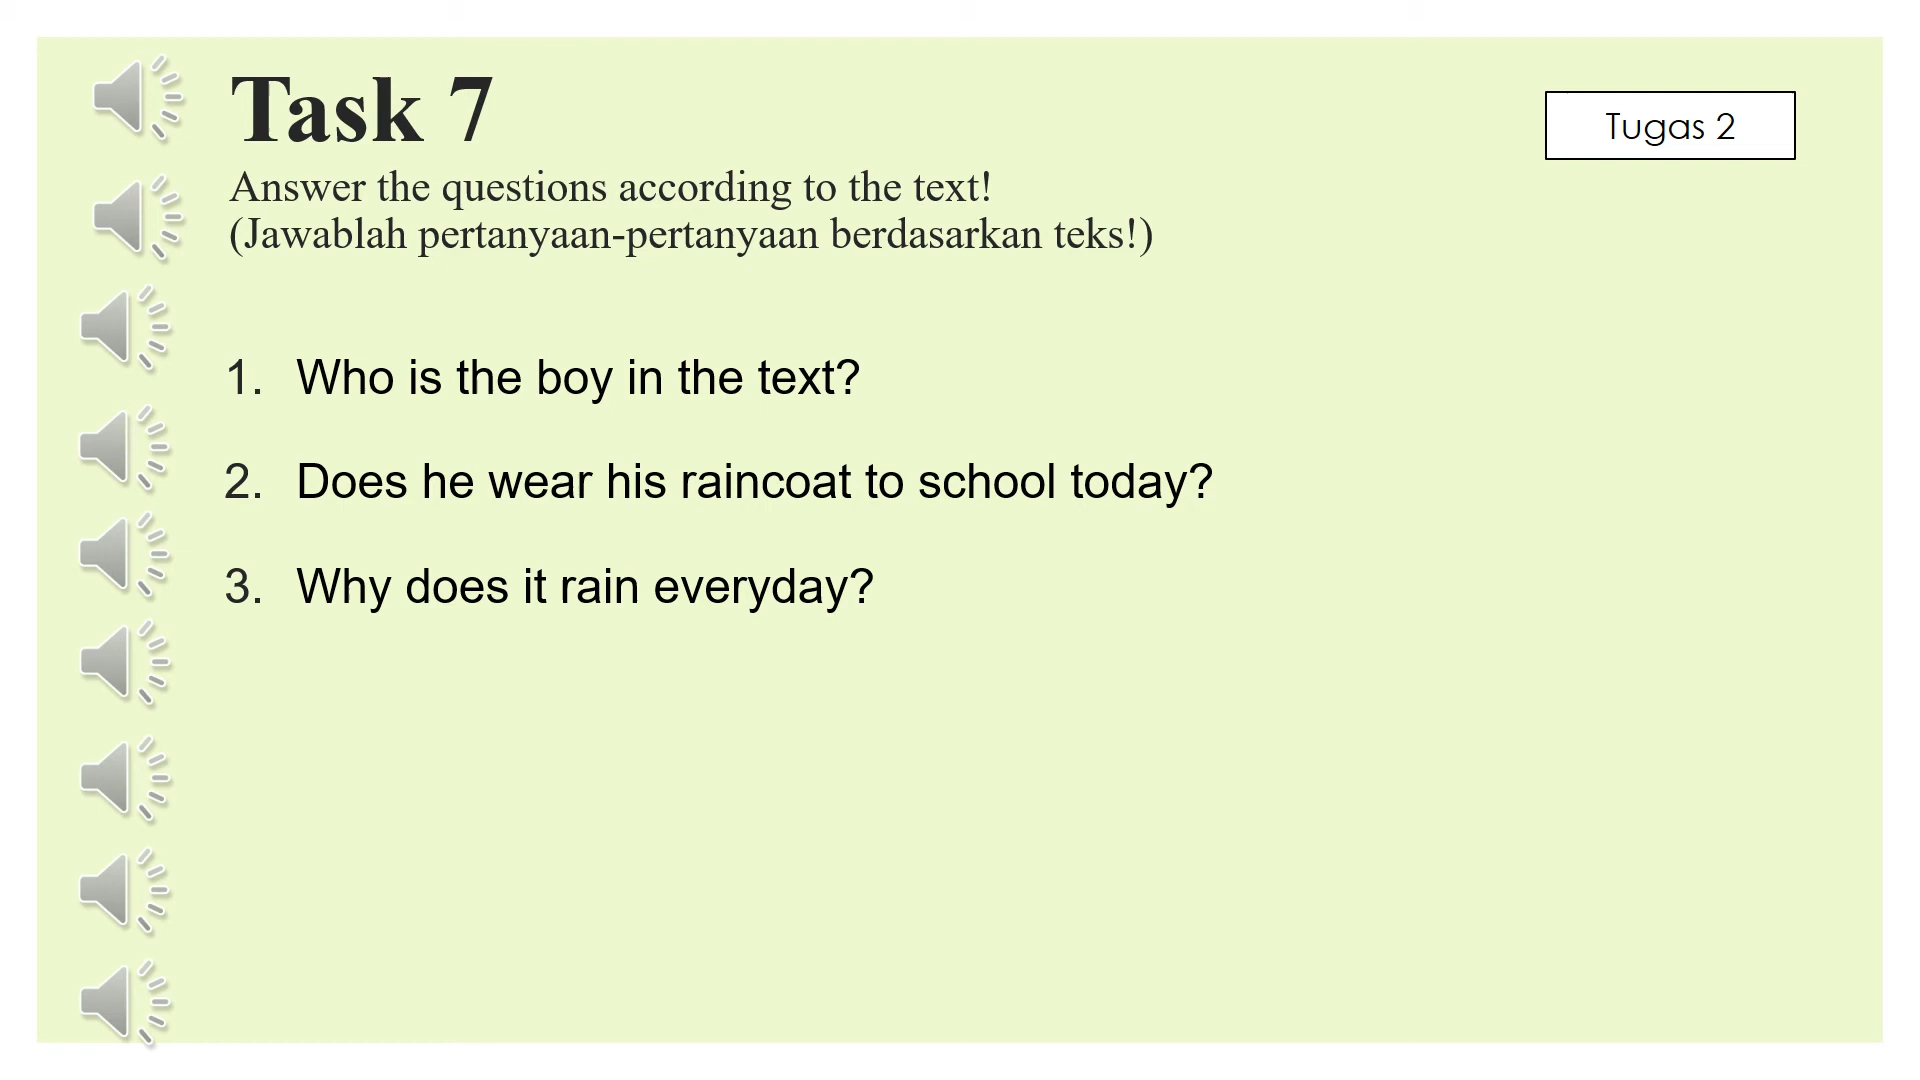 Task 7
Tugas 2
Answer the questions according to the text!
(Jawablah pertanyaan-pertanyaan berdasarkan teks!)
1. Who is the boy in the text?
2. Does he wear his raincoat to school today?
3. Why does it rain everyday?